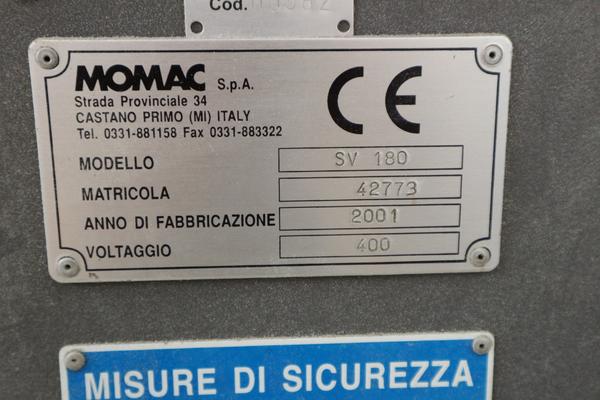 Cod.
MOMAC S.p.A.
Strada Provinciale 34
CASTANO PRIMO (MI) ITALY
Tel. 0331-881158 Fax 0331-883322
CE
MODELLO SV 180
MATRICOLA 42773
ANNO DI FABBRICAZIONE 2001
VOLTAGGIO 400
MISURE DI SICUREZZA